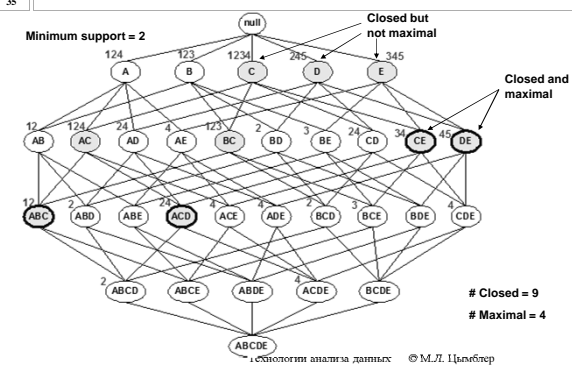 35
null
Closed but
not maximal
Minimum support = 2
124 123 1234 245 345
A B C D E
Closed and
maximal
12 124 24 4 123 2 3 24 34 45
AB AC AD AE BC BD BE CD CE DE
12 2 24 4 4 2 3 4
ABC ABD ABE ACD ACE ADE BCD BCE BDE CDE
2 4
ABCD ABCE ABDE ACDE BCDE
# Closed = 9
# Maximal = 4
ABCDE
Технологии анализа данных © М.Л. Цымблер